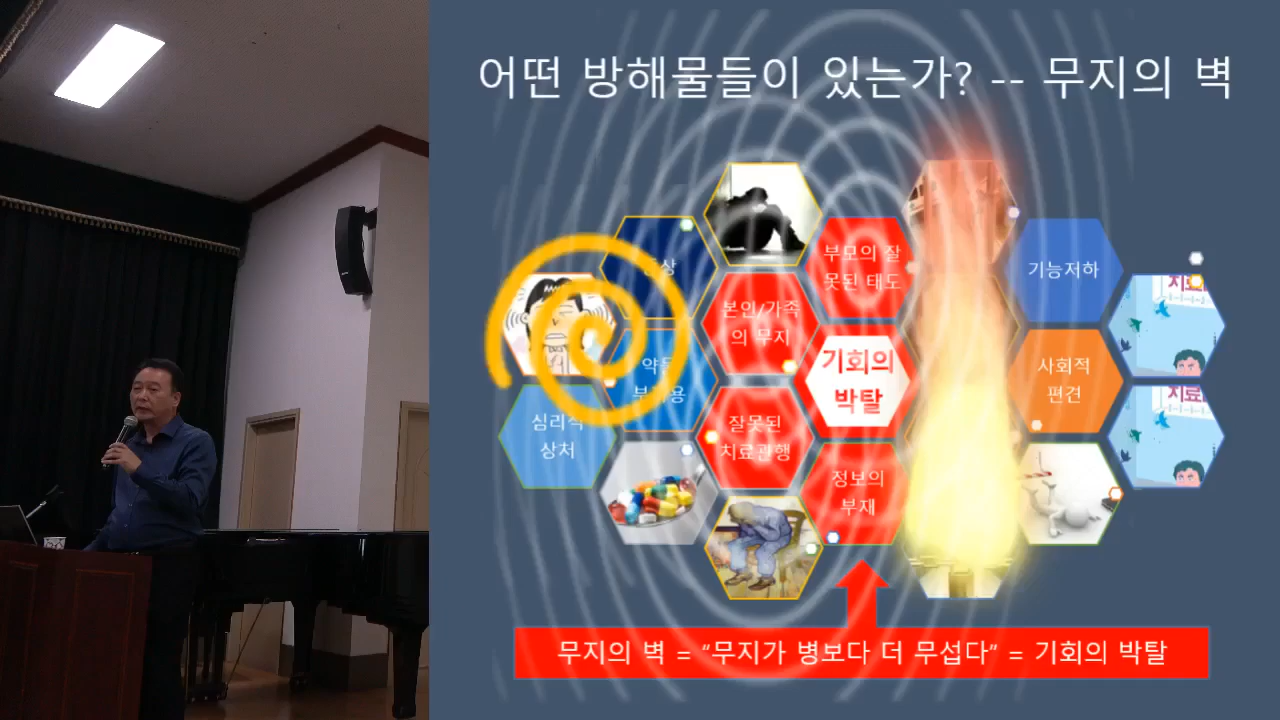 어떤 방해물들이 있는가? -- 무지의 벽
부모의 잘
못된 태도
기능저하
본인/가족
의 무지
기회의
박탈
사회적
편견
심리적
상처
잘못된
치료관행
정보의
부재
무지의 벽 = “무지가 병보다 더 무섭다” = 기회의 박탈